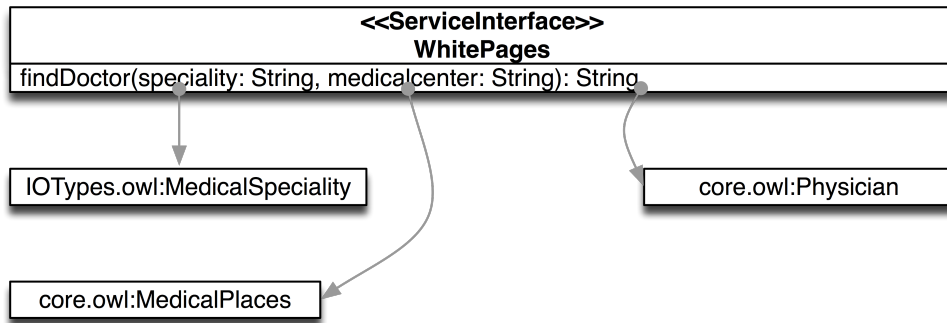 <<ServiceInterface>>
WhitePages
findDoctor(speciality: String, medicalcenter: String): String
IOTypes.owl:MedicalSpeciality
core.owl:Physician
core.owl:MedicalPlaces